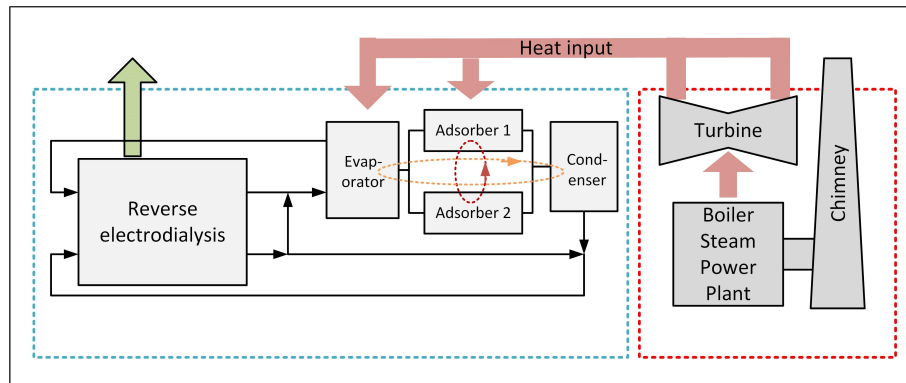 Heat input
Adsorber 1
Evap-
orator
Adsorber 2
Cond-
enser
Reverse
electrodialysis
Turbine
Boiler
Steam
Power
Plant
Chimney